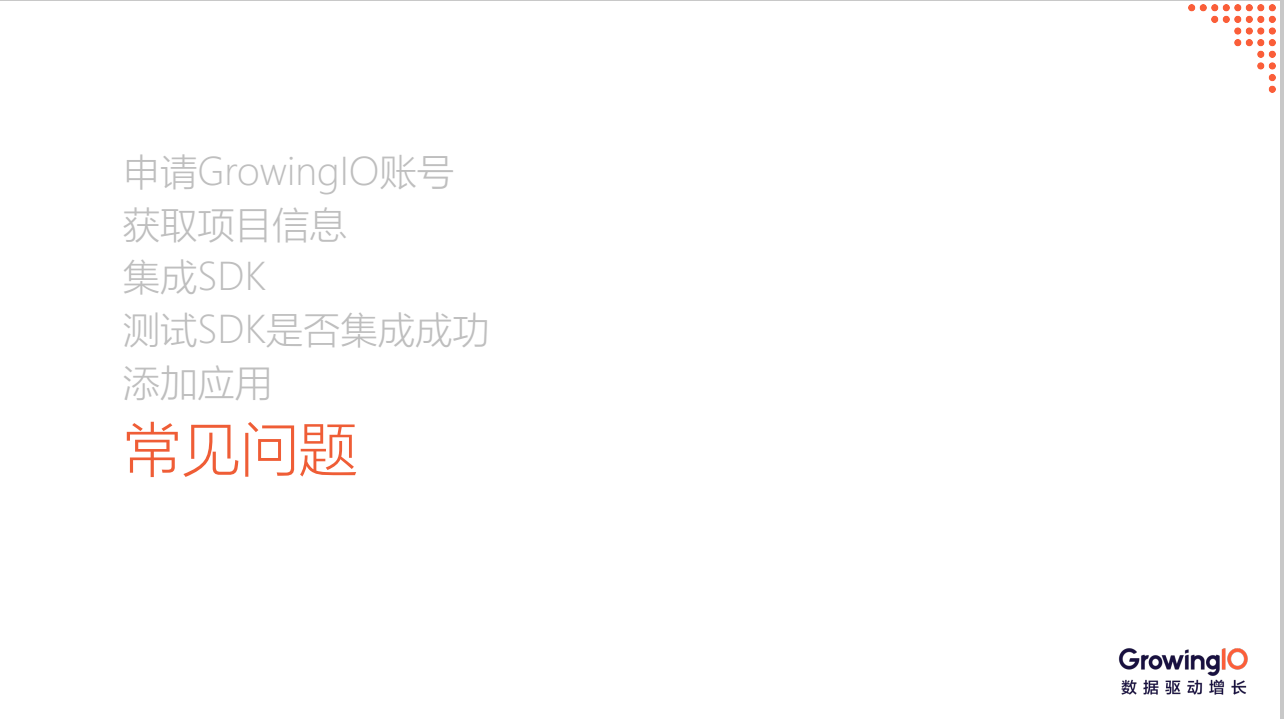 申请GrowingIO账号
获取项目信息
集成SDK
测试SDK是否集成成功
添加应用
常见问题
GrowingIO
数据驱动增长